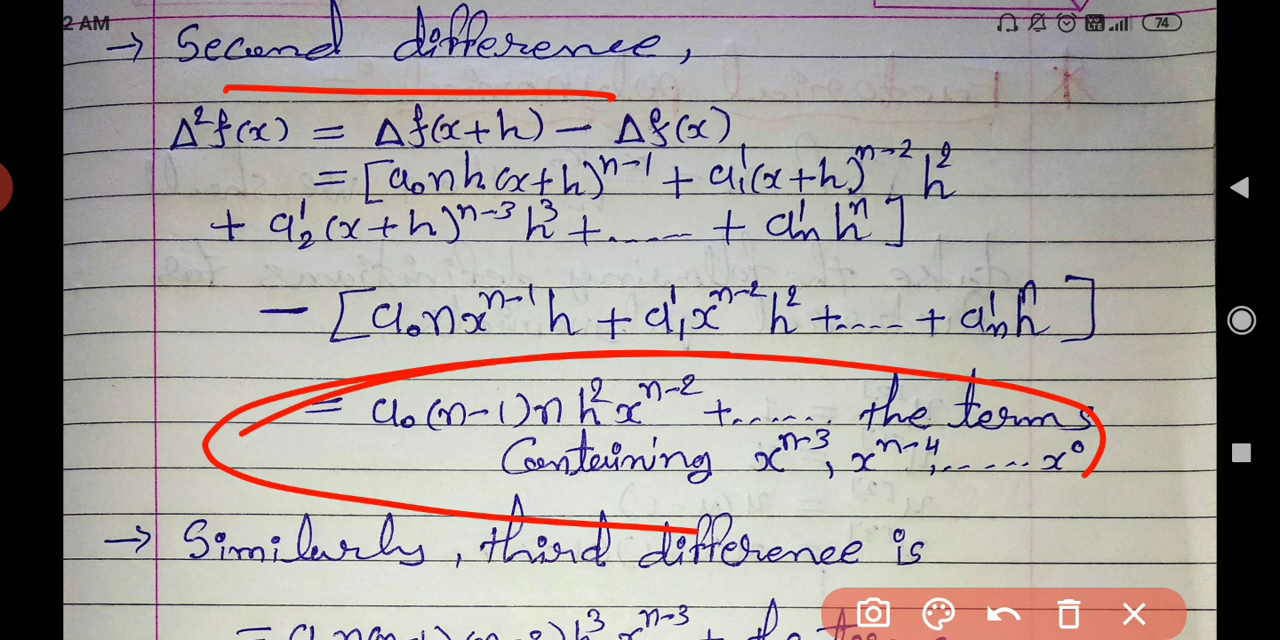 2 AM
74
→ Second difference,
Δ²f(x) = Δf(x+h) − Δf(x)
= [a₀nh(x+h)ⁿ⁻¹ + a₁'(x+h)ⁿ⁻² h²
+ a₂'(x+h)ⁿ⁻³ h³ + ...... + aₙ'hⁿ]
− [a₀nxⁿ⁻¹h + a₁'xⁿ⁻²h² + ..... + aₙ'hⁿ]
= a₀(n−1)n h²xⁿ⁻² + ...... the terms
Containing xⁿ⁻³, xⁿ⁻⁴, ..... x⁰
→ Similarly, third difference is